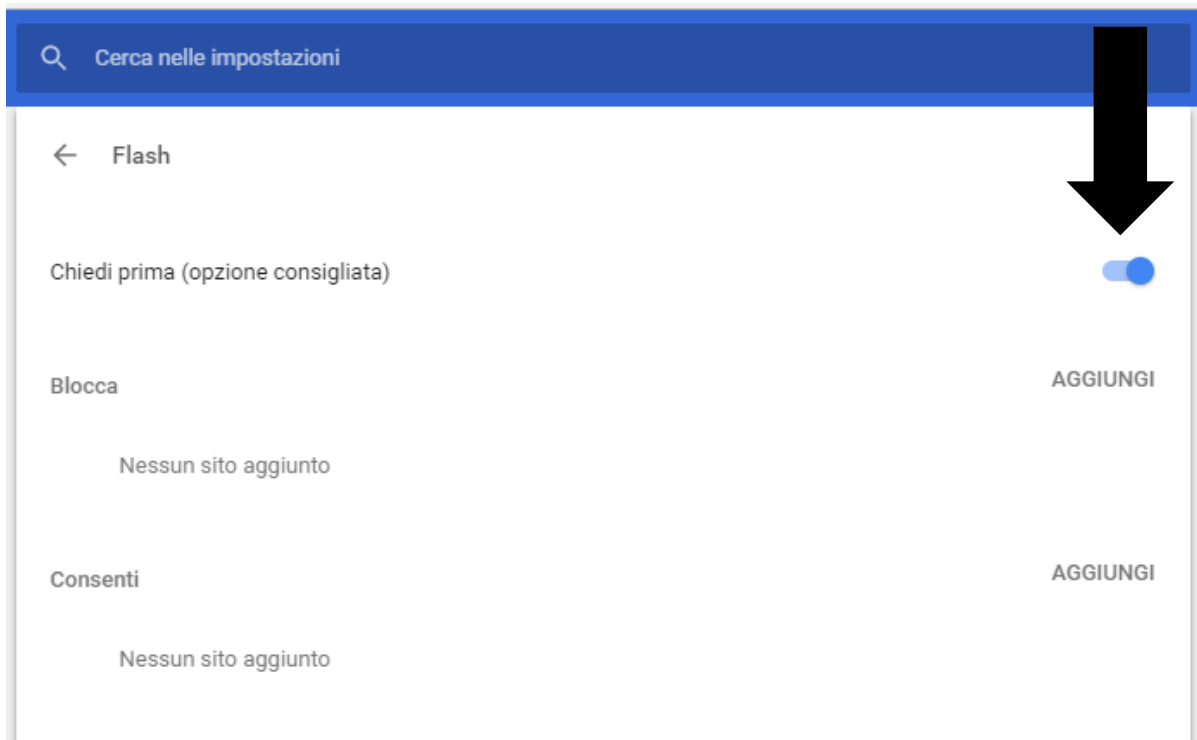 Cerca nelle impostazioni
Flash
Chiedi prima (opzione consigliata)
Blocca
AGGIUNGI
Nessun sito aggiunto
Consenti
AGGIUNGI
Nessun sito aggiunto